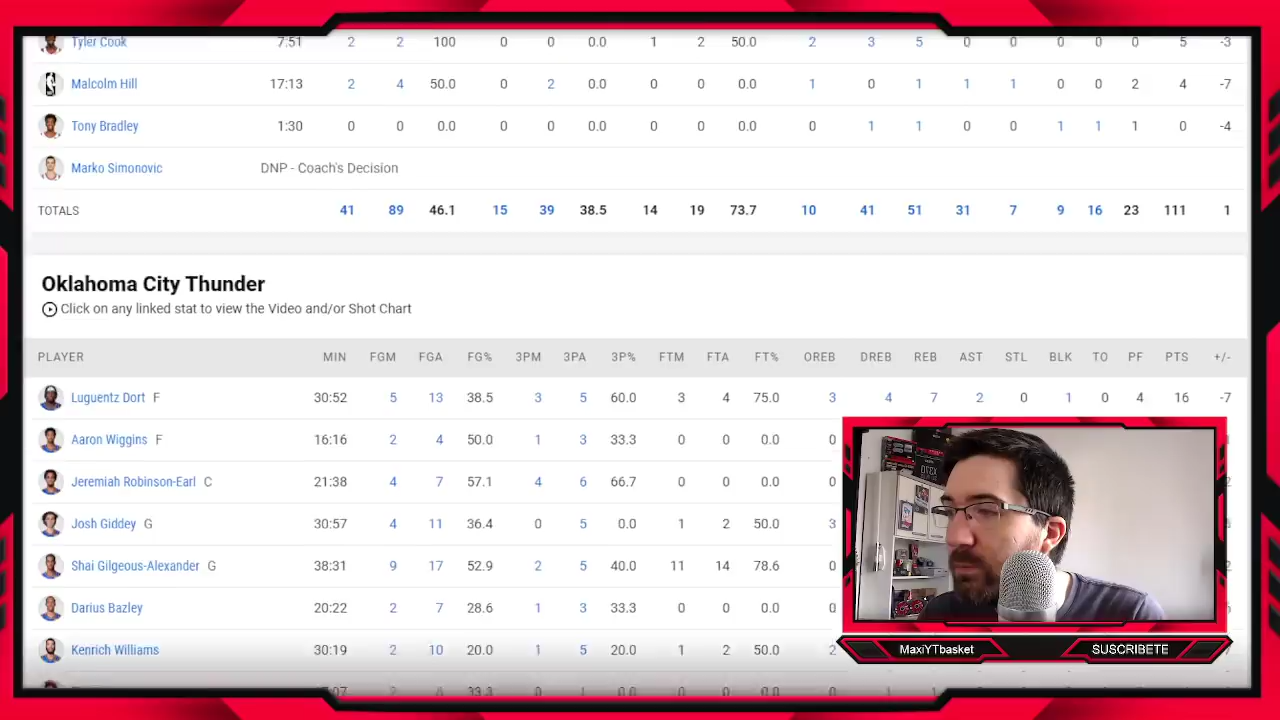 Tyler Cook 7:51 2 2 100 0 0 0.0 1 2 50.0 2 3 5 0 0 0 0 0 5 -3
Malcolm Hill 17:13 2 4 50.0 0 2 0.0 0 0 0.0 1 0 1 1 1 0 0 2 4 -7
Tony Bradley 1:30 0 0 0.0 0 0 0.0 0 0 0.0 0 1 1 0 0 1 1 1 0 -4
Marko Simonovic DNP - Coach's Decision
TOTALS 41 89 46.1 15 39 38.5 14 19 73.7 10 41 51 31 7 9 16 23 111 1
Oklahoma City Thunder
Click on any linked stat to view the Video and/or Shot Chart
PLAYER MIN FGM FGA FG% 3PM 3PA 3P% FTM FTA FT% OREB DREB REB AST STL BLK TO PF PTS +/-
Luguentz Dort F 30:52 5 13 38.5 3 5 60.0 3 4 75.0 3 4 7 2 0 1 0 4 16 -7
Aaron Wiggins F 16:16 2 4 50.0 1 3 33.3 0 0 0.0 0
Jeremiah Robinson-Earl C 21:38 4 7 57.1 4 6 66.7 0 0 0.0 0
Josh Giddey G 30:57 4 11 36.4 0 5 0.0 1 2 50.0 3
Shai Gilgeous-Alexander G 38:31 9 17 52.9 2 5 40.0 11 14 78.6 0
Darius Bazley 20:22 2 7 28.6 1 3 33.3 0 0 0.0 0
Kenrich Williams 30:19 2 10 20.0 1 5 20.0 1 2 50.0 2
MaxiYTbasket SUSCRIBETE